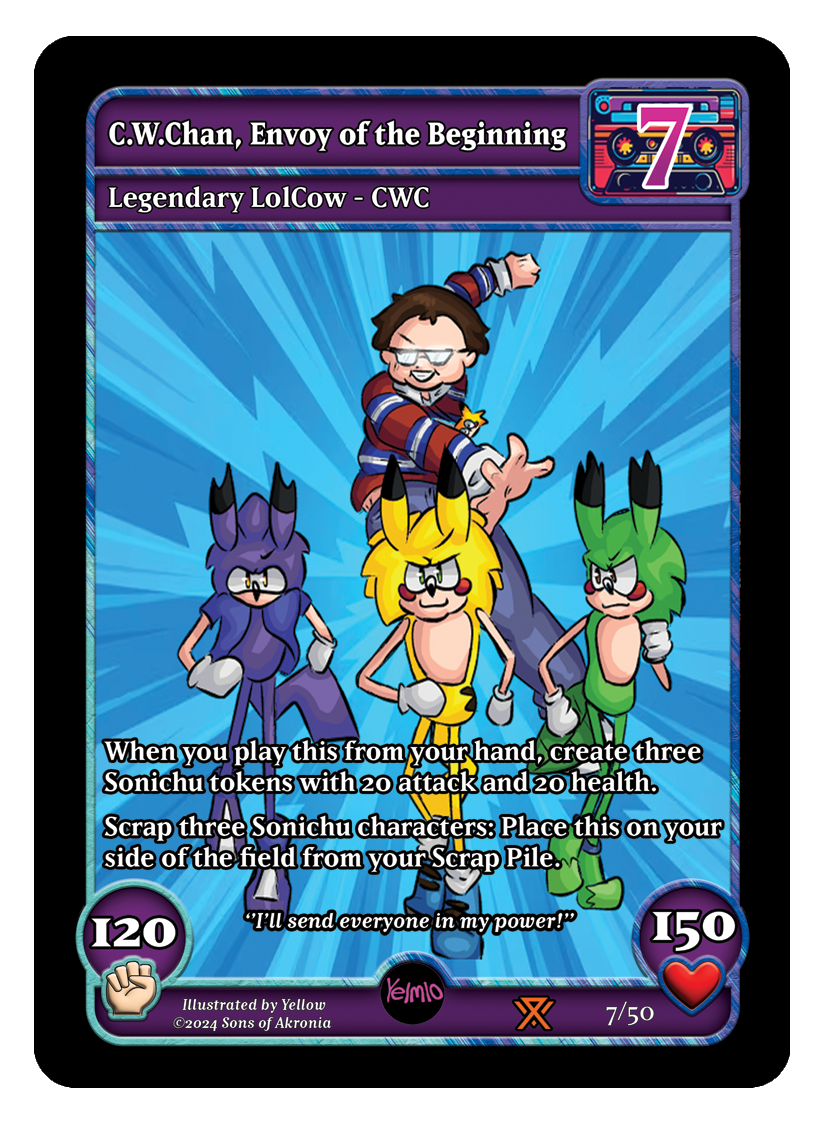 C.W.Chan, Envoy of the Beginning
7
Legendary LolCow - CWC
When you play this from your hand, create three
Sonichu tokens with 20 attack and 20 health.
Scrap three Sonichu characters: Place this on your
side of the field from your Scrap Pile.
120
"I'll send everyone in my power!"
150
Illustrated by Yellow
©2024 Sons of Akronia
Yelmlo
7/50